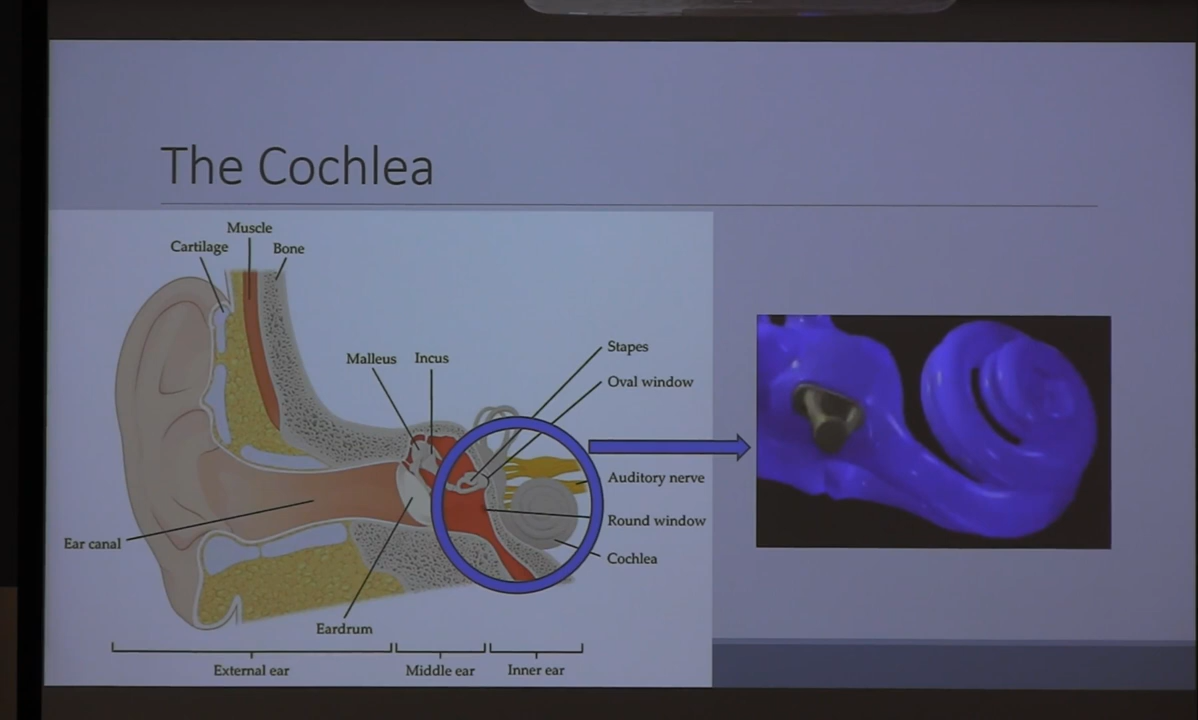 The Cochlea
Muscle
Cartilage
Bone
Malleus
Incus
Stapes
Oval window
Auditory nerve
Round window
Cochlea
Ear canal
Eardrum
External ear
Middle ear
Inner ear